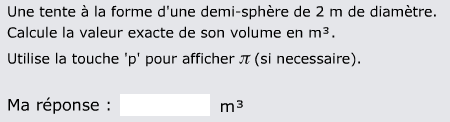 Une tente à la forme d'une demi-sphère de 2 m de diamètre.
Calcule la valeur exacte de son volume en m³.
Utilise la touche 'p' pour afficher π (si necessaire).
Ma réponse : m³